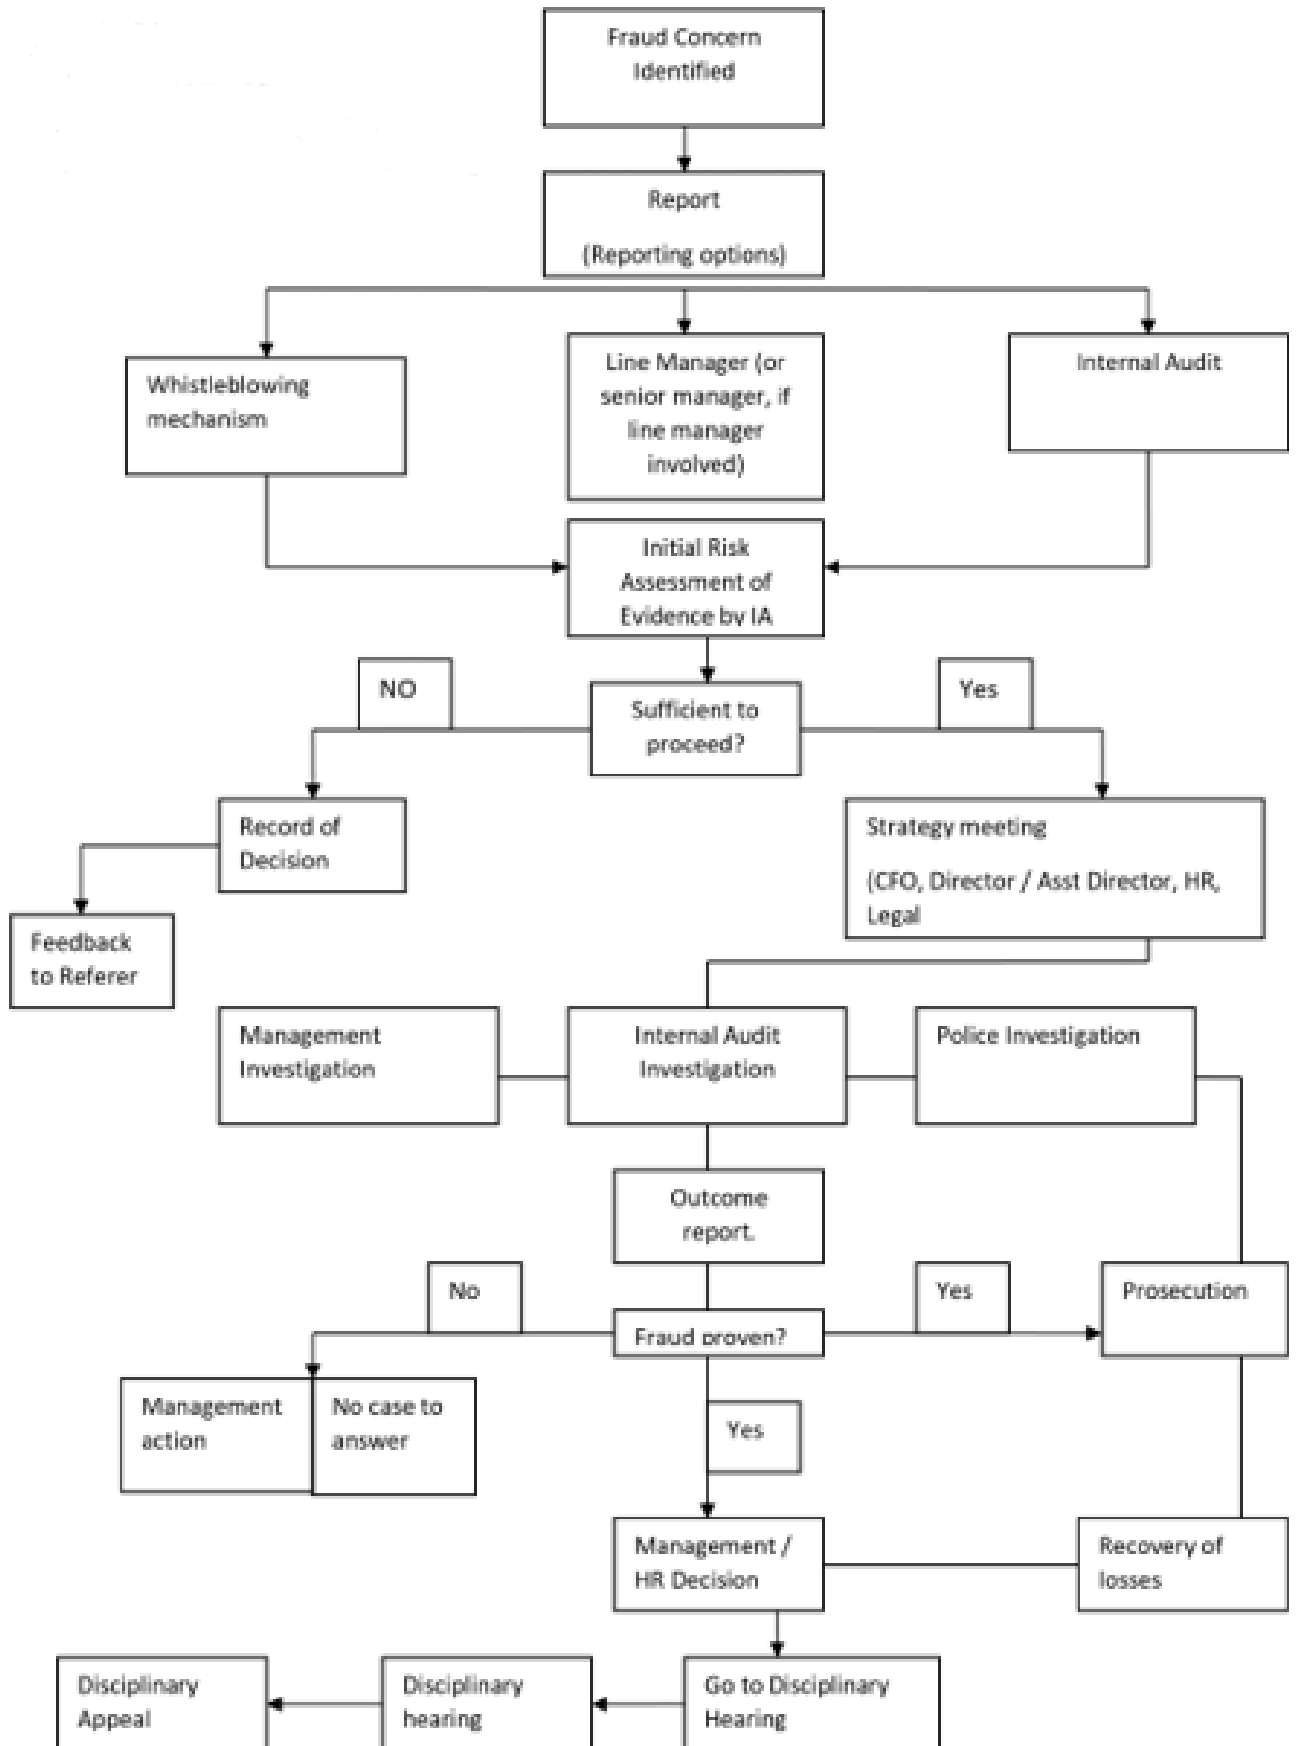 Fraud Concern
Identified
Report
(Reporting options)
Whistleblowing
mechanism
Line Manager (or
senior manager, if
line manager
involved)
Internal Audit
Initial Risk
Assessment of
Evidence by IA
NO
Sufficient to
proceed?
Yes
Record of
Decision
Strategy meeting
(CFO, Director / Asst Director, HR,
Legal
Feedback
to Referer
Management
Investigation
Internal Audit
Investigation
Police Investigation
Outcome
report.
No
Yes
Prosecution
Fraud proven?
Management
action
No case to
answer
Yes
Management /
HR Decision
Recovery of
losses
Disciplinary
Appeal
Disciplinary
hearing
Go to Disciplinary
Hearing